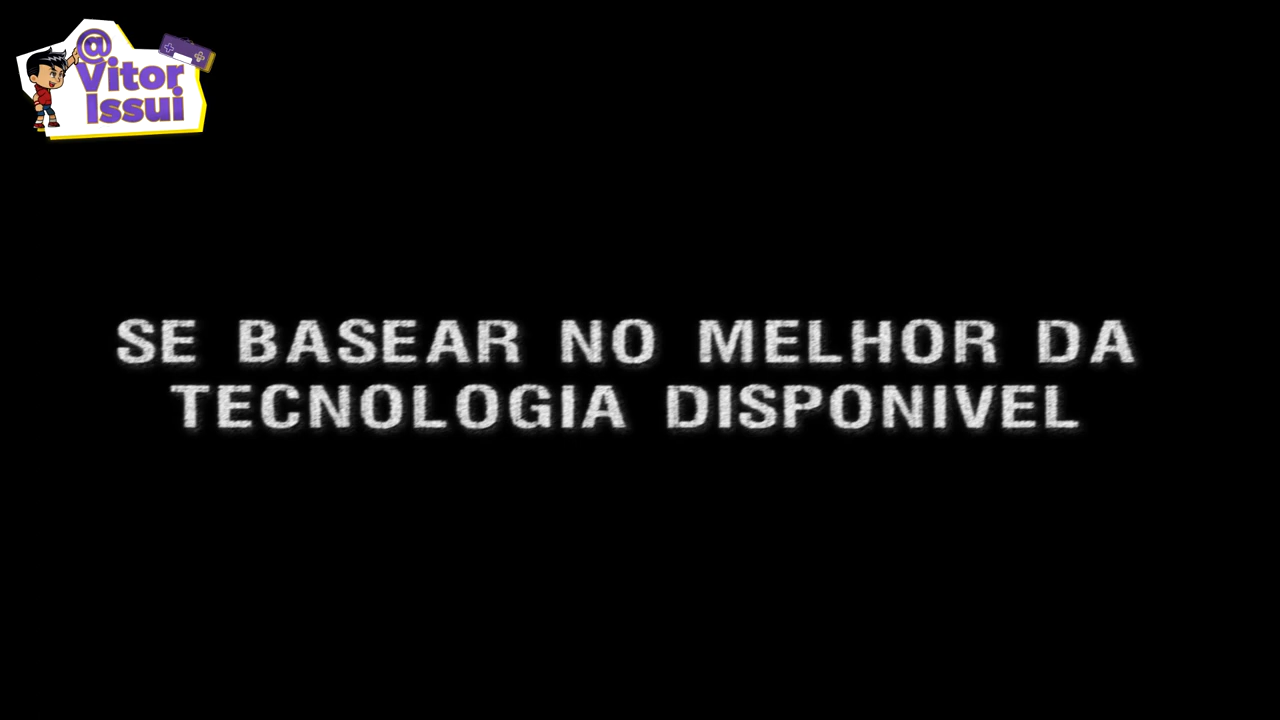 @
Vitor
Issui
SE BASEAR NO MELHOR DA
TECNOLOGIA DISPONIVEL